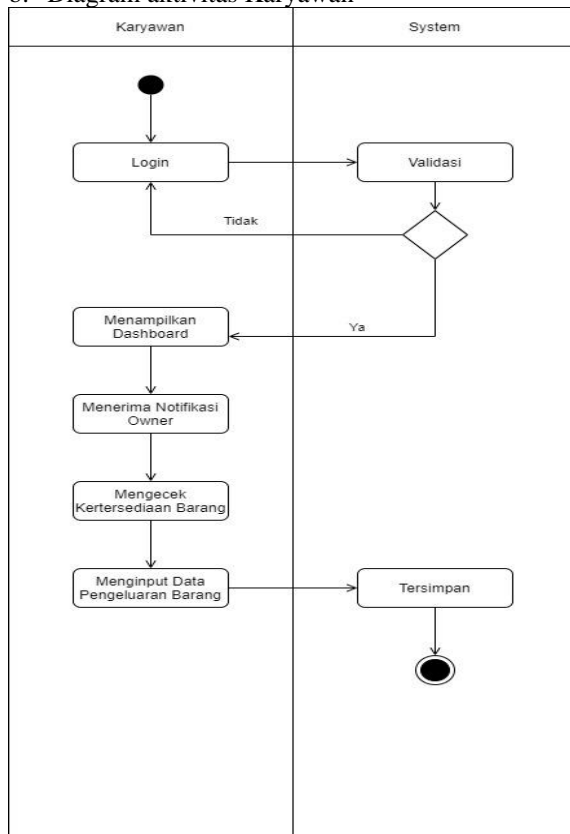 b. Diagram aktivitas Karyawan
Karyawan
System
Login
Validasi
Tidak
Menampilkan
Dashboard
Ya
Menerima Notifikasi
Owner
Mengecek
Kertersediaan Barang
Menginput Data
Pengeluaran Barang
Tersimpan